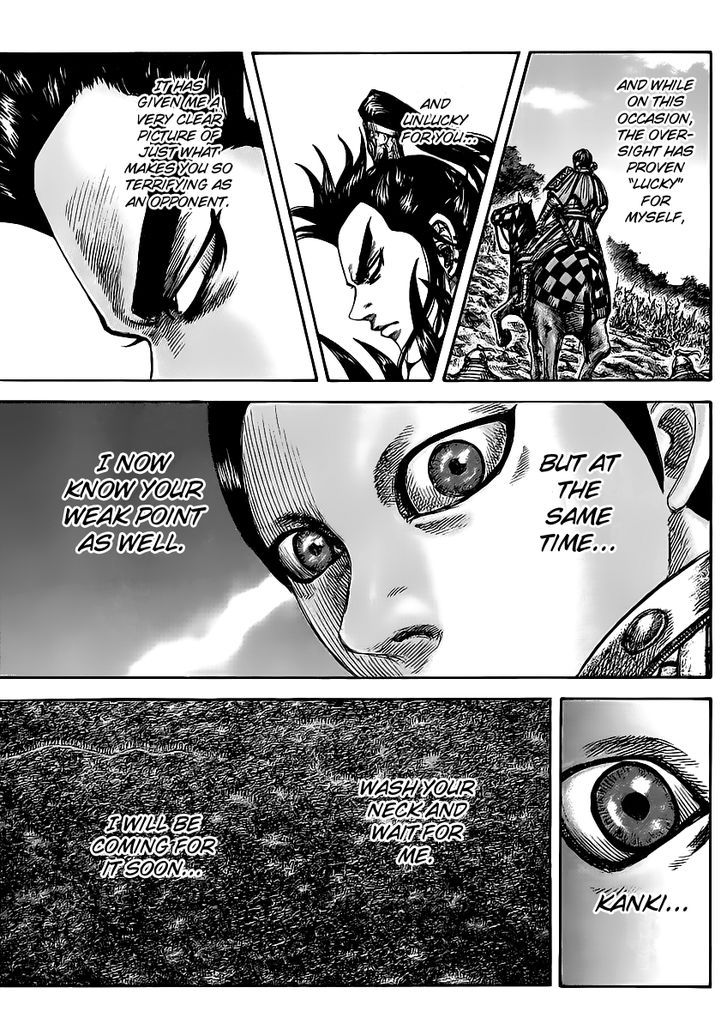 AND WHILE
ON THIS
OCCASION,
THE OVER-
SIGHT HAS
PROVEN
"LUCKY"
FOR
MYSELF,
AND
UNLUCKY
FOR YOU...
IT HAS
GIVEN ME A
VERY CLEAR
PICTURE OF
JUST WHAT
MAKES YOU SO
TERRIFYING AS
AN OPPONENT.
BUT AT
THE
SAME
TIME...
I NOW
KNOW YOUR
WEAK POINT
AS WELL.
KANKI...
WASH YOUR
NECK AND
WAIT FOR
ME.
I WILL BE
COMING FOR
IT SOON...